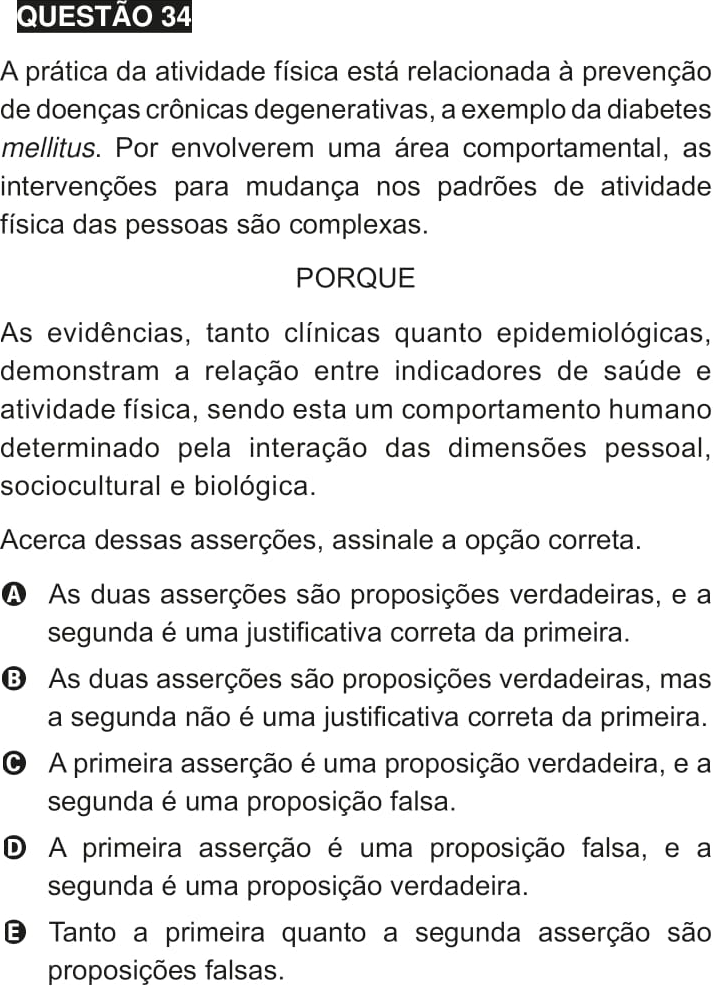 QUESTÃO 34
A prática da atividade física está relacionada à prevenção
de doenças crônicas degenerativas, a exemplo da diabetes
mellitus. Por envolverem uma área comportamental, as
intervenções para mudança nos padrões de atividade
física das pessoas são complexas.
PORQUE
As evidências, tanto clínicas quanto epidemiológicas,
demonstram a relação entre indicadores de saúde e
atividade física, sendo esta um comportamento humano
determinado pela interação das dimensões pessoal,
sociocultural e biológica.
Acerca dessas asserções, assinale a opção correta.
A As duas asserções são proposições verdadeiras, e a
segunda é uma justificativa correta da primeira.
B As duas asserções são proposições verdadeiras, mas
a segunda não é uma justificativa correta da primeira.
C A primeira asserção é uma proposição verdadeira, e a
segunda é uma proposição falsa.
D A primeira asserção é uma proposição falsa, e a
segunda é uma proposição verdadeira.
E Tanto a primeira quanto a segunda asserção são
proposições falsas.